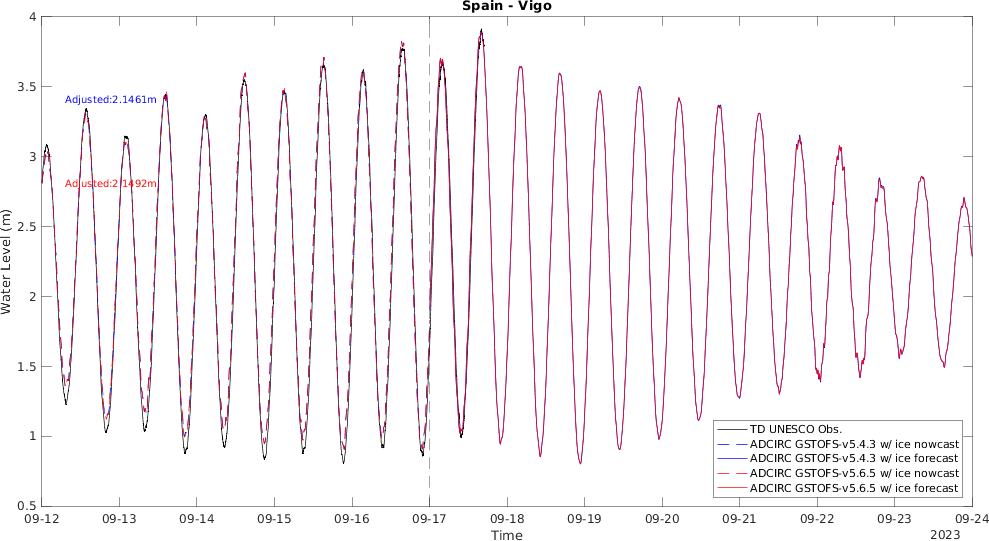 Spain - Vigo
4
3.5
3
2.5
2
1.5
1
0.5
Water Level (m)
Adjusted:2.1461m
Adjusted:2.1492m
TD UNESCO Obs.
ADCIRC GSTOFS-v5.4.3 w/ ice nowcast
ADCIRC GSTOFS-v5.4.3 w/ ice forecast
ADCIRC GSTOFS-v5.6.5 w/ ice nowcast
ADCIRC GSTOFS-v5.6.5 w/ ice forecast
09-12 09-13 09-14 09-15 09-16 09-17 09-18 09-19 09-20 09-21 09-22 09-23 09-24
Time
2023